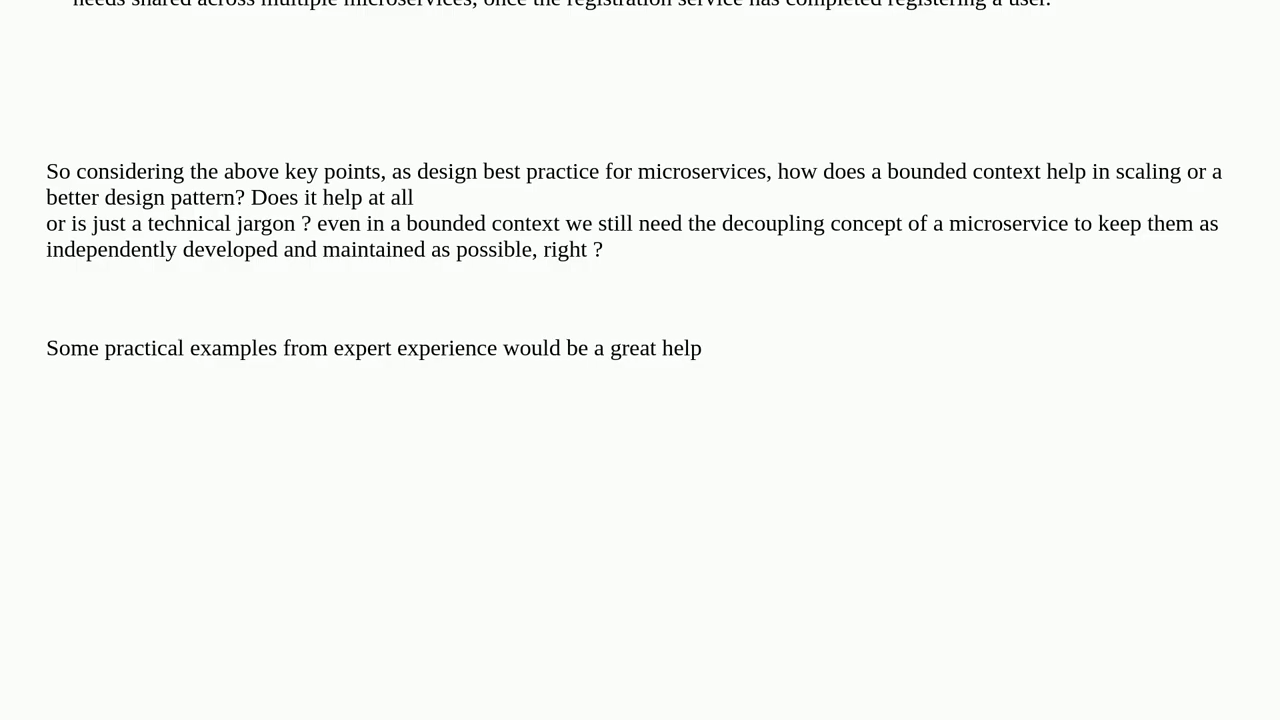 needs shared across multiple microservices, once the registration service has completed registering a user.
So considering the above key points, as design best practice for microservices, how does a bounded context help in scaling or a
better design pattern? Does it help at all
or is just a technical jargon ? even in a bounded context we still need the decoupling concept of a microservice to keep them as
independently developed and maintained as possible, right ?
Some practical examples from expert experience would be a great help